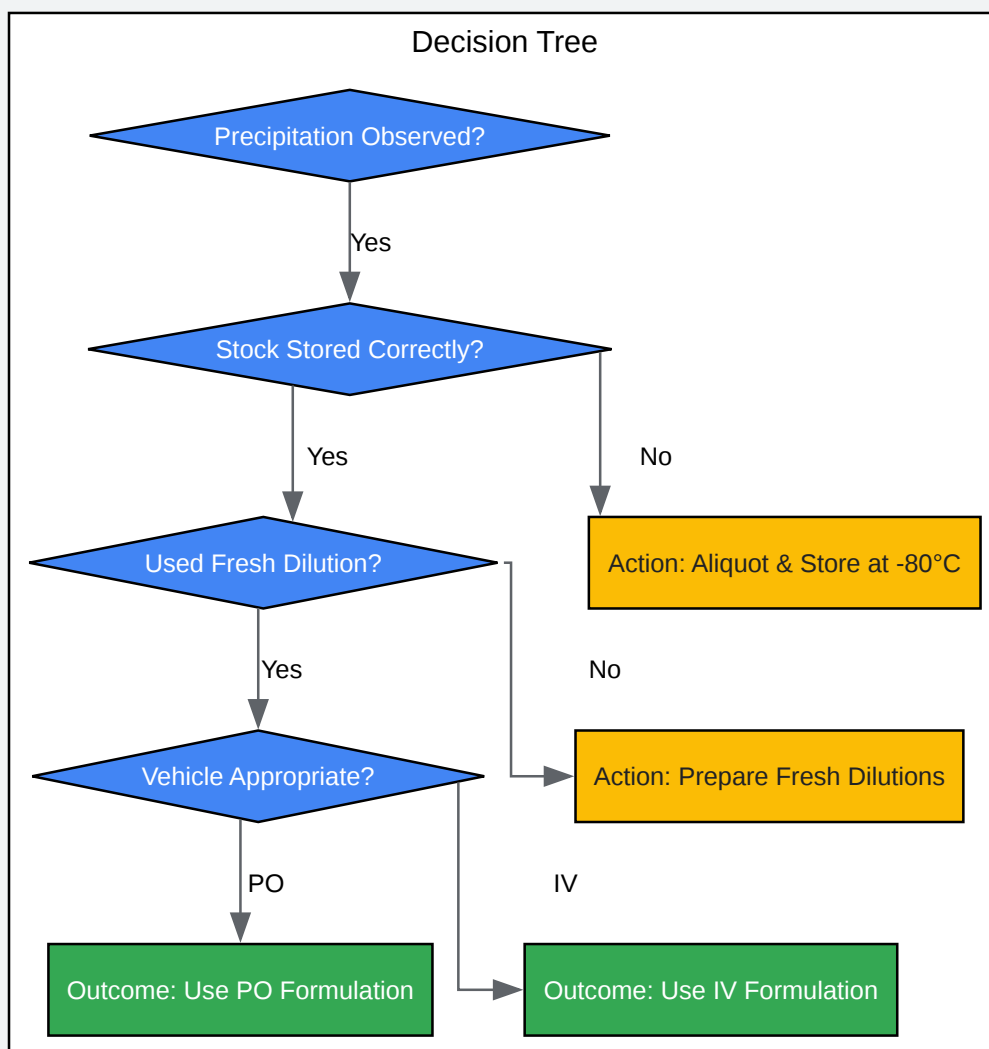 Decision Tree
Precipitation Observed?
Yes
Stock Stored Correctly?
Yes
No
Used Fresh Dilution?
Action: Aliquot & Store at -80°C
Yes
No
Vehicle Appropriate?
Action: Prepare Fresh Dilutions
PO
IV
Outcome: Use PO Formulation
Outcome: Use IV Formulation